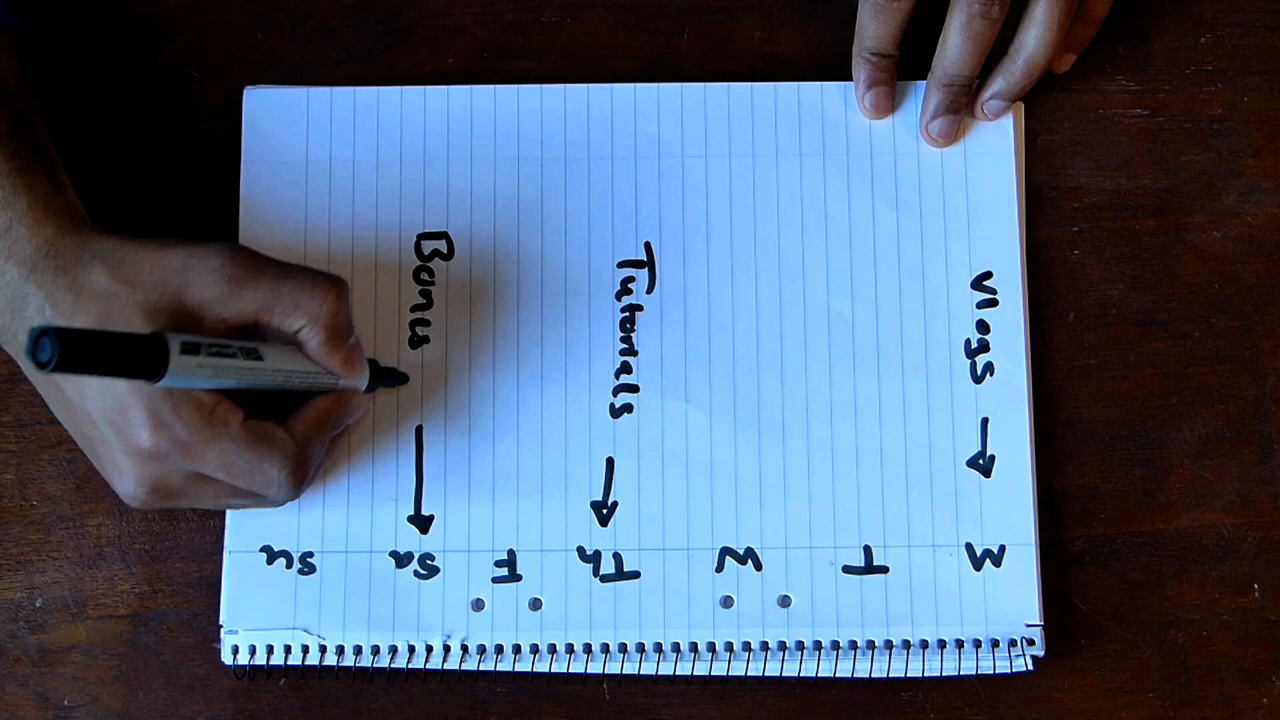 Vlogs → M
T
W
Tutorials → Th
F
Bonus → Sa
Su